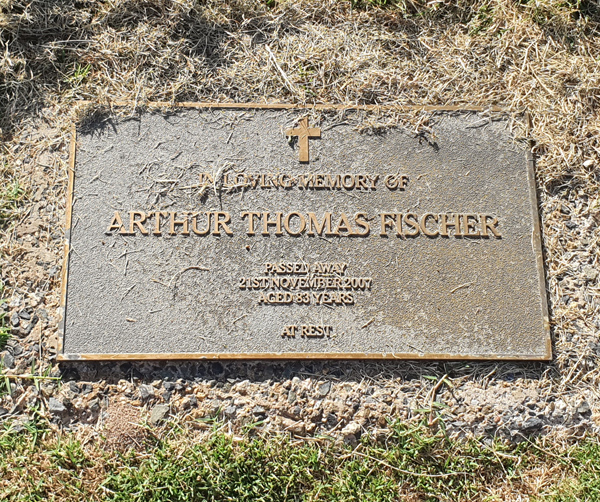 IN LOVING MEMORY OF
ARTHUR THOMAS FISCHER
PASSED AWAY
21ST NOVEMBER 2007
AGED 83 YEARS
AT REST